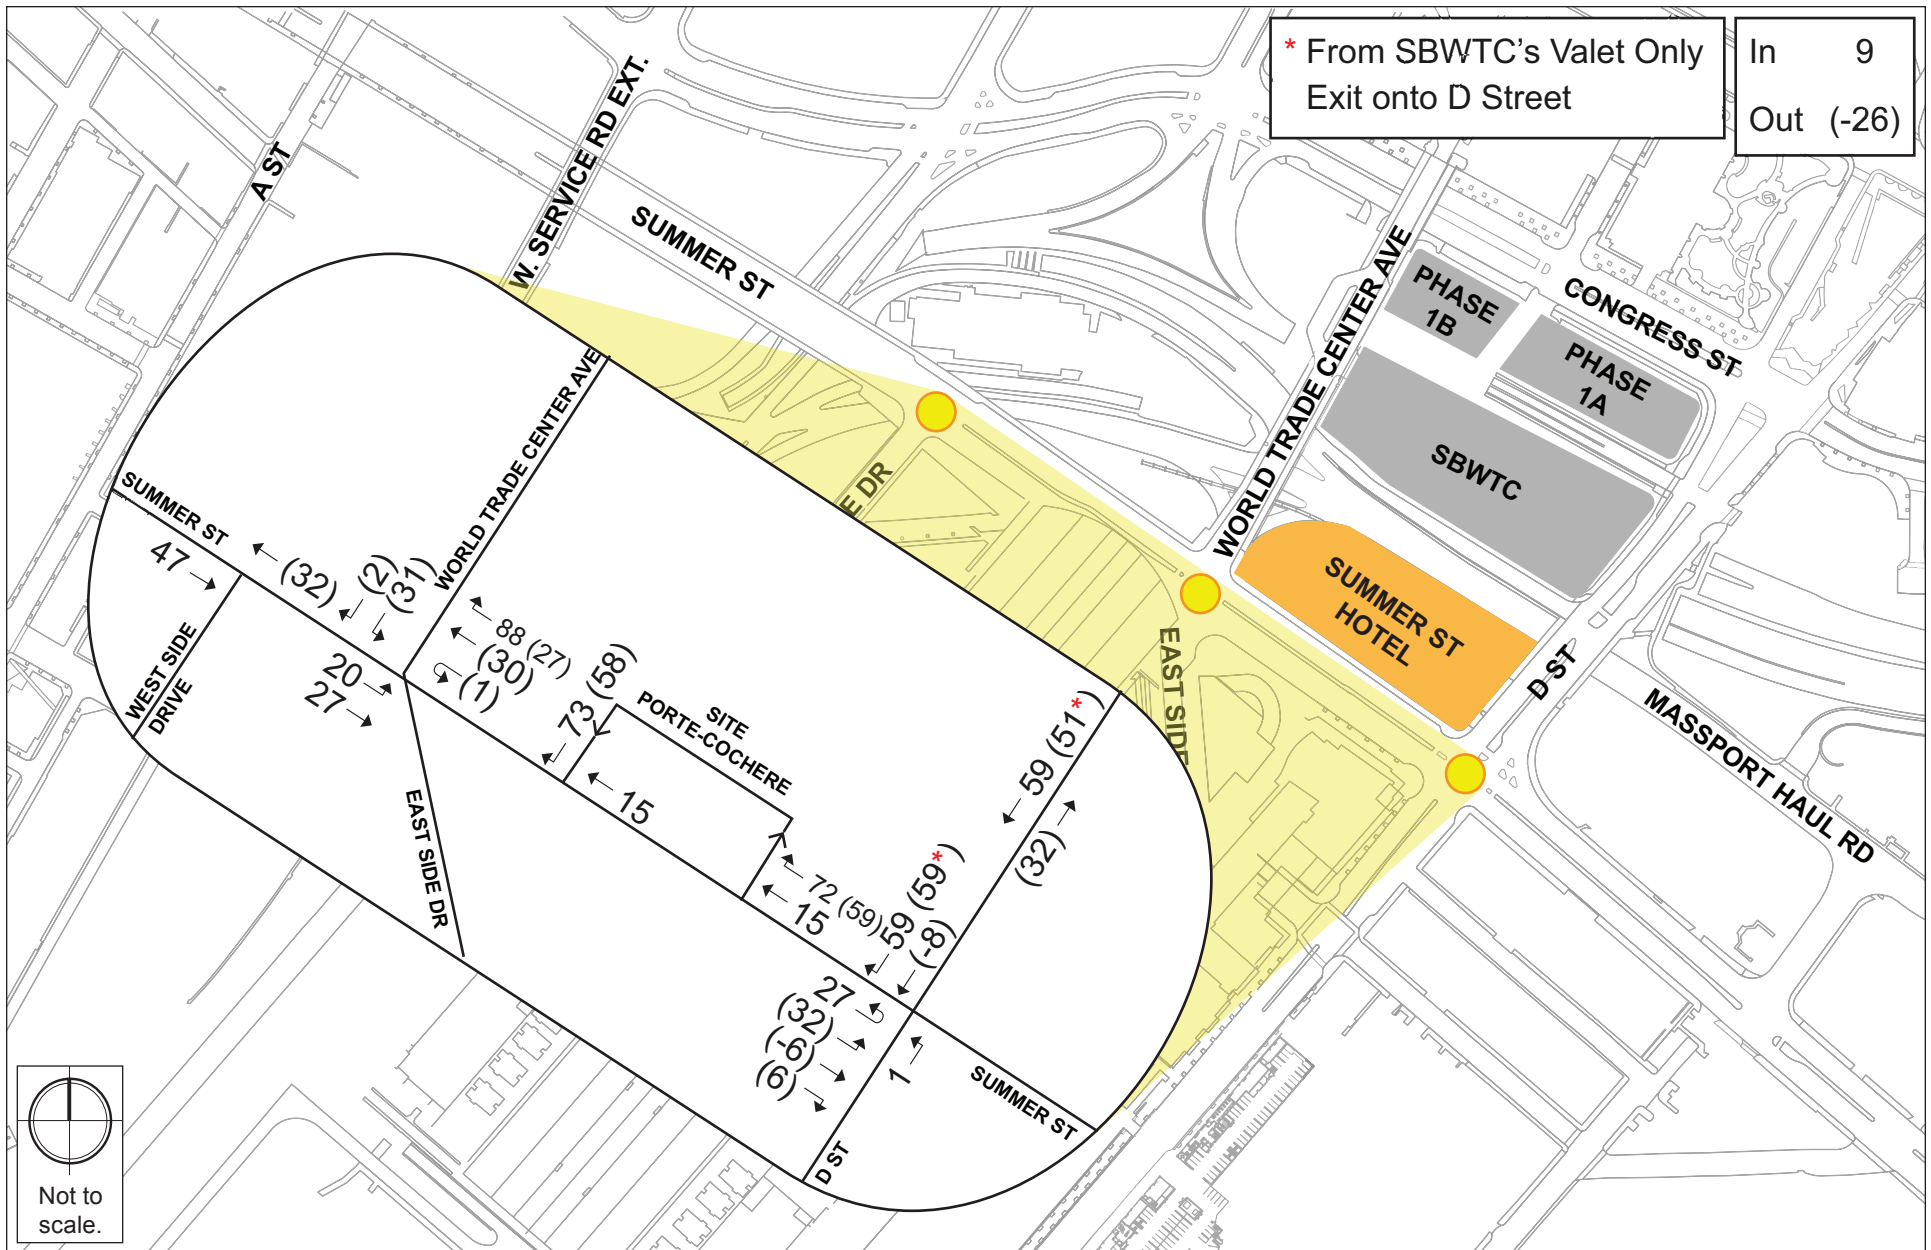 * From SBWTC's Valet Only
Exit onto D Street
In 9
Out (-26)
A ST
W. SERVICE RD EXT.
SUMMER ST
WORLD TRADE CENTER AVE
PHASE
1B
CONGRESS ST
PHASE
1A
SBWTC
SUMMER ST
HOTEL
D ST
MASSPORT HAUL RD
E DR
EAST SIDE
WORLD TRADE CENTER AVE
SUMMER ST
47
(32)
(2)
(31)
WEST SIDE
DRIVE
20
27
88 (27)
(30)
(1)
73 (58)
SITE
PORTE-COCHERE
15
EAST SIDE DR
72 (59)
15
59 (51*)
(32)
59 (59*)
(-8)
27
(32)
(-6)
(6)
1
SUMMER ST
D ST
Not to
scale.